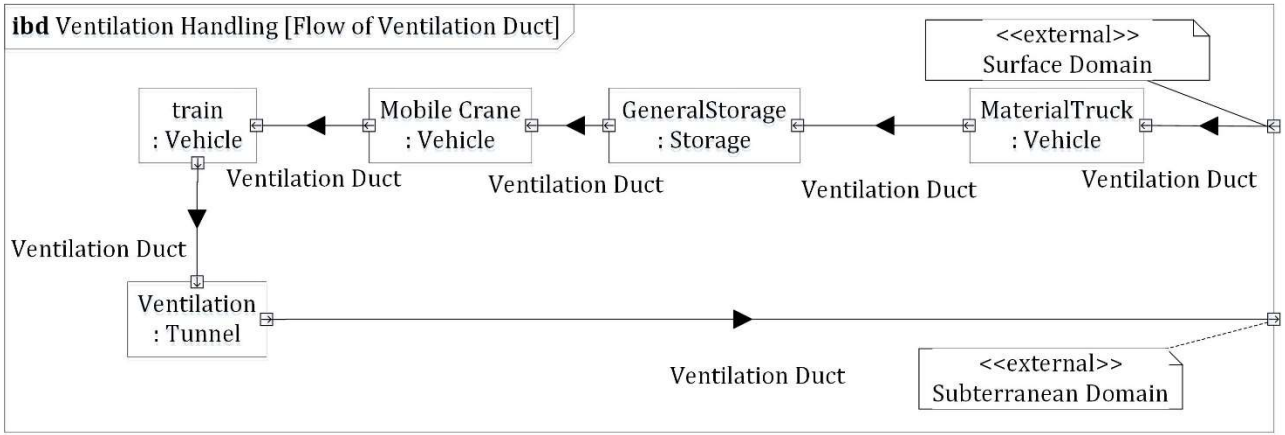 ibd Ventilation Handling [Flow of Ventilation Duct]
<<external>>
Surface Domain
train
: Vehicle
Mobile Crane
: Vehicle
GeneralStorage
: Storage
MaterialTruck
: Vehicle
Ventilation Duct
Ventilation Duct
Ventilation Duct
Ventilation Duct
Ventilation Duct
Ventilation
: Tunnel
Ventilation Duct
<<external>>
Subterranean Domain